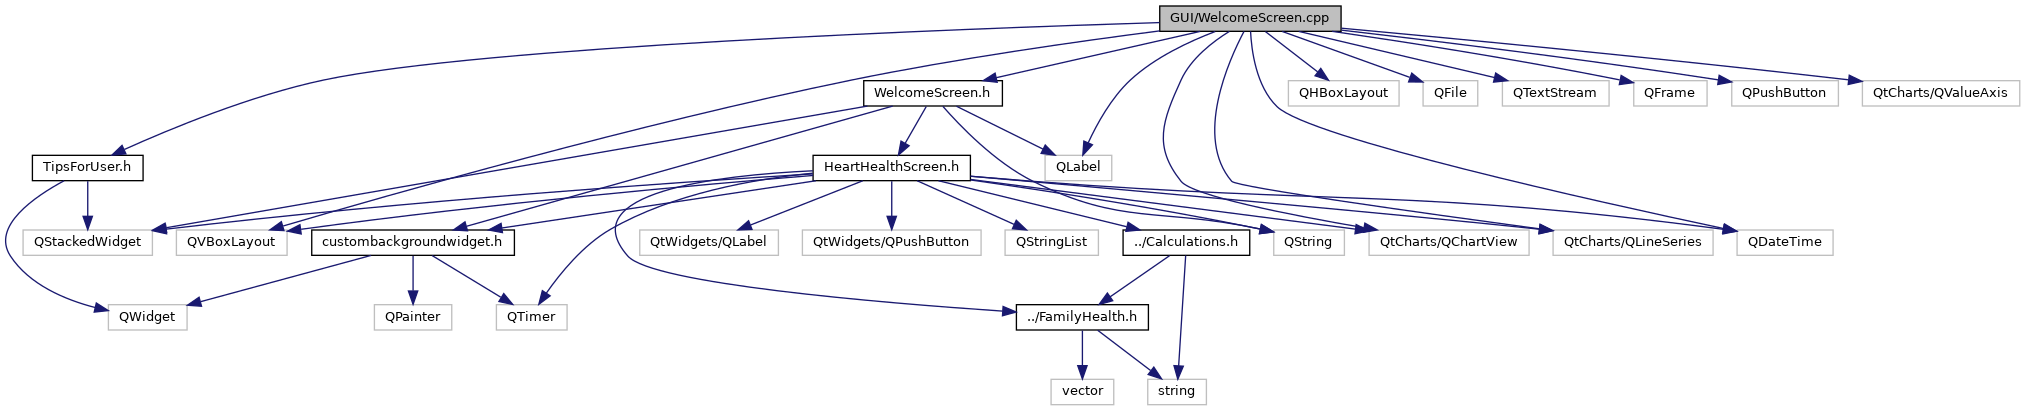 GUI/WelcomeScreen.cpp
WelcomeScreen.h
QHBoxLayout
QFile
QTextStream
QFrame
QPushButton
QtCharts/QValueAxis
TipsForUser.h
HeartHealthScreen.h
QLabel
QStackedWidget
QVBoxLayout
custombackgroundwidget.h
QtWidgets/QLabel
QtWidgets/QPushButton
QStringList
../Calculations.h
QString
QtCharts/QChartView
QtCharts/QLineSeries
QDateTime
QWidget
QPainter
QTimer
../FamilyHealth.h
vector
string